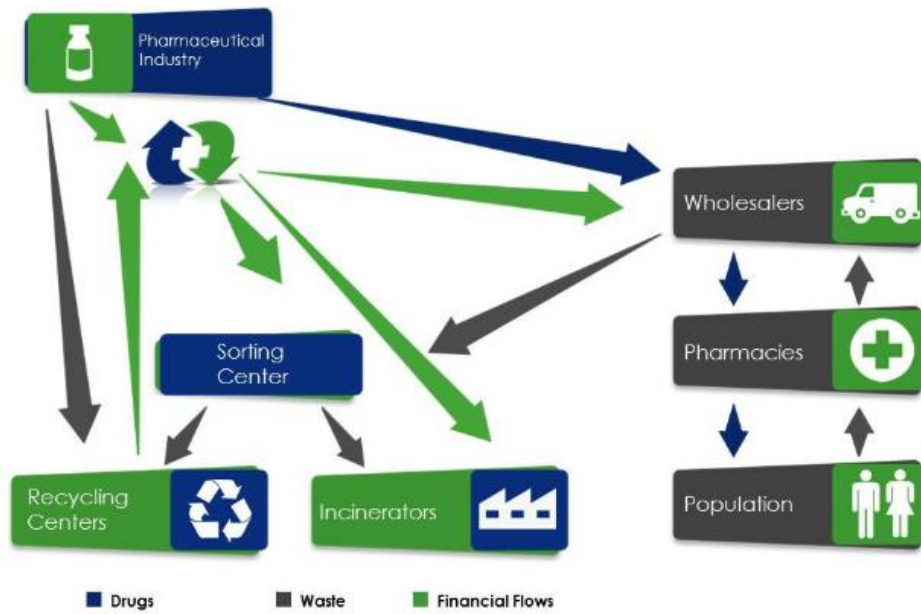 Pharmaceutical
Industry
Wholesalers
Sorting
Center
Pharmacies
Recycling
Centers
Incinerators
Population
Drugs
Waste
Financial Flows